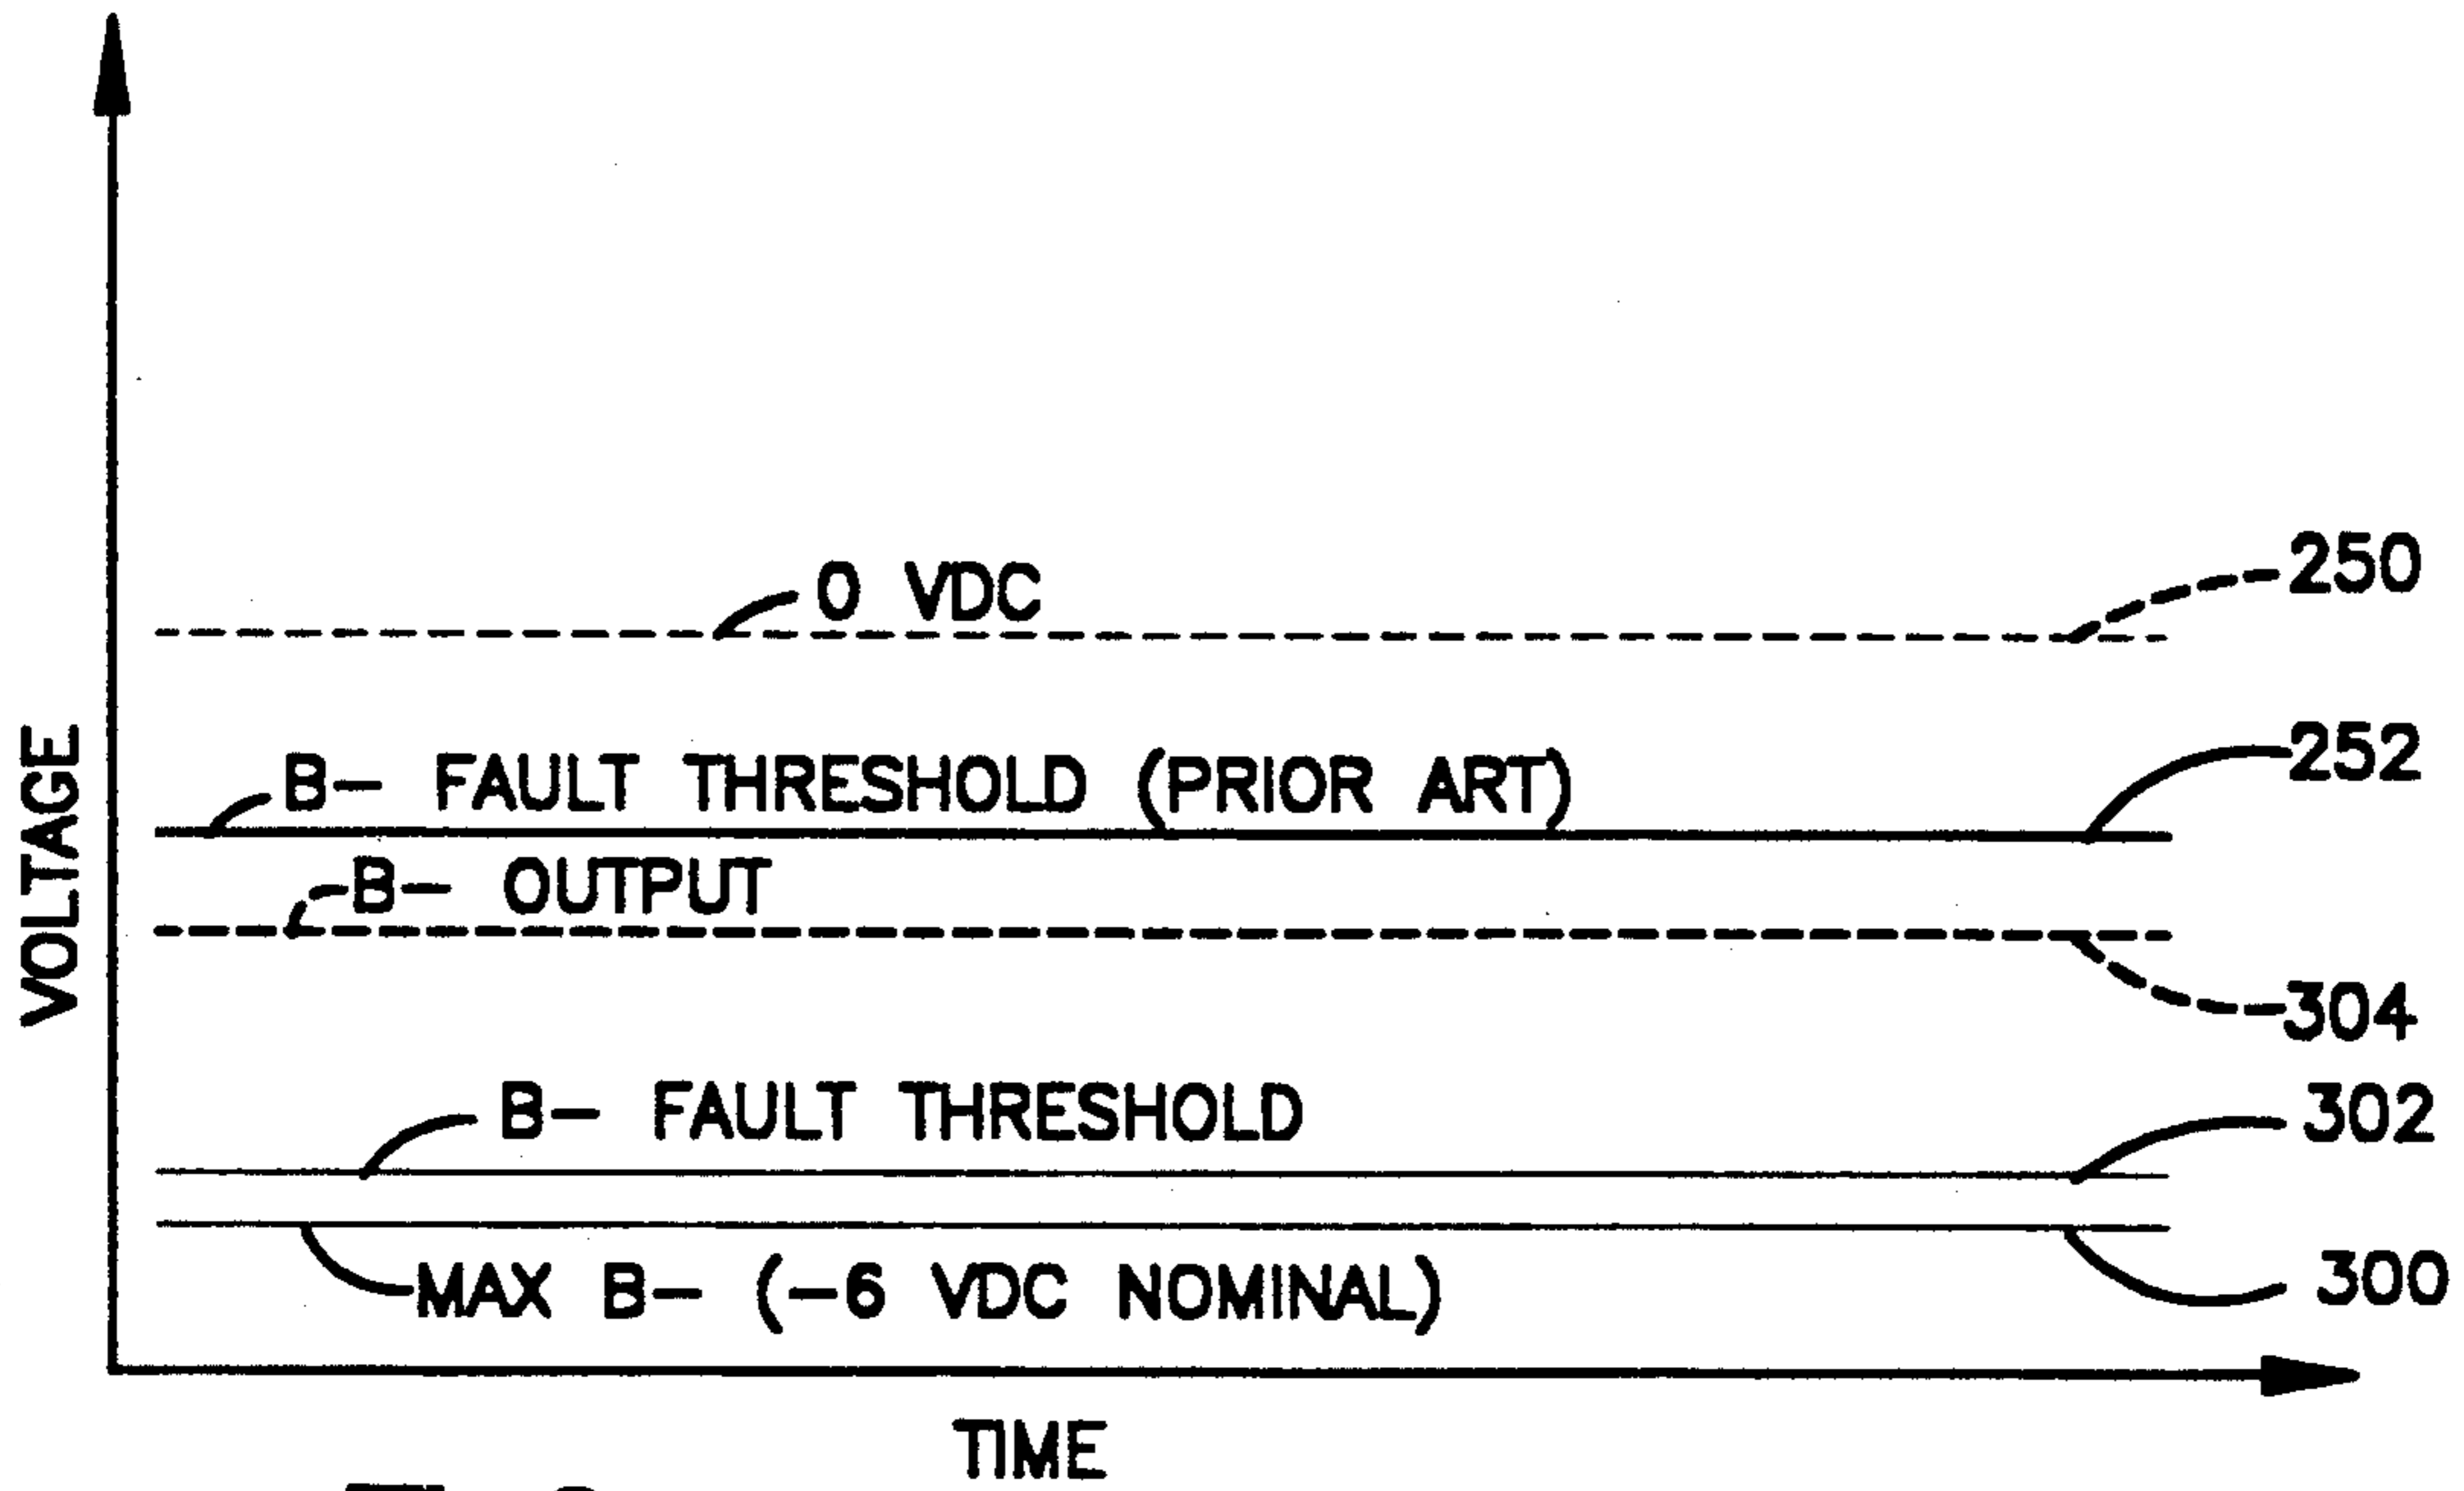 0 VDC
250
B- FAULT THRESHOLD (PRIOR ART)
252
B- OUTPUT
304
B- FAULT THRESHOLD
302
MAX B- (-6 VDC NOMINAL)
300
VOLTAGE
TIME